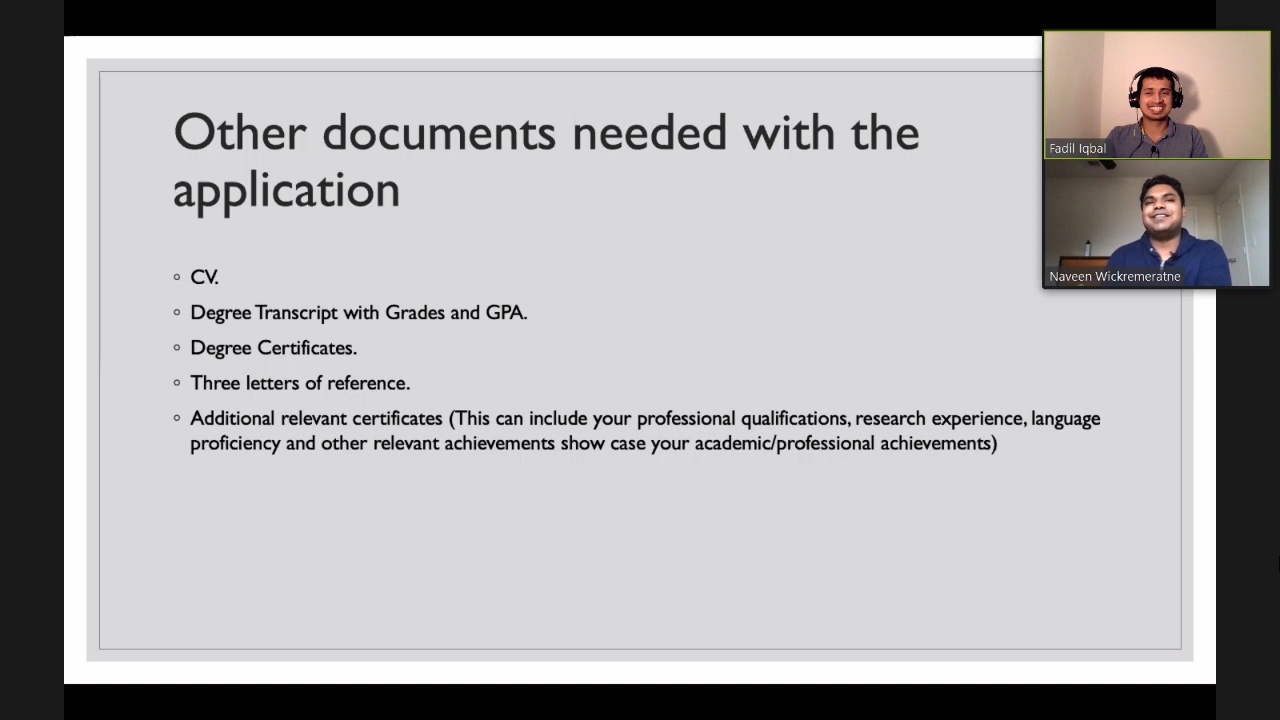 Other documents needed with the
application
◦ CV.
◦ Degree Transcript with Grades and GPA.
◦ Degree Certificates.
◦ Three letters of reference.
◦ Additional relevant certificates (This can include your professional qualifications, research experience, language
proficiency and other relevant achievements show case your academic/professional achievements)
Fadil Iqbal
Naveen Wickremeratne